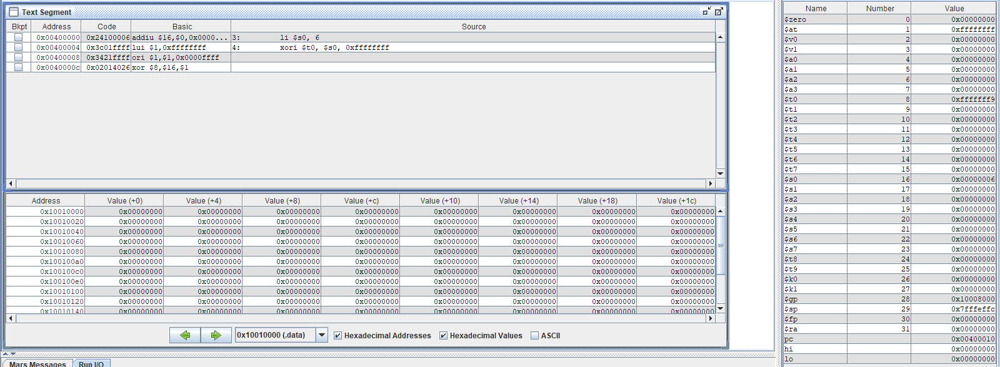 Text Segment
Bkpt Address Code Basic Source
0x00400000 0x24100006 addiu $16,$0,0x0000... 3: li $s0, 6
0x00400004 0x3c01ffff lui $1,0xffffffff 4: xori $t0, $s0, 0xffffffff
0x00400008 0x3421ffff ori $1,$1,0x0000ffff
0x0040000c 0x02014026 xor $8,$16,$1
Address Value (+0) Value (+4) Value (+8) Value (+c) Value (+10) Value (+14) Value (+18) Value (+1c)
0x10010000 0x00000000 0x00000000 0x00000000 0x00000000 0x00000000 0x00000000 0x00000000 0x00000000
0x10010020 0x00000000 0x00000000 0x00000000 0x00000000 0x00000000 0x00000000 0x00000000 0x00000000
0x10010040 0x00000000 0x00000000 0x00000000 0x00000000 0x00000000 0x00000000 0x00000000 0x00000000
0x10010060 0x00000000 0x00000000 0x00000000 0x00000000 0x00000000 0x00000000 0x00000000 0x00000000
0x10010080 0x00000000 0x00000000 0x00000000 0x00000000 0x00000000 0x00000000 0x00000000 0x00000000
0x100100a0 0x00000000 0x00000000 0x00000000 0x00000000 0x00000000 0x00000000 0x00000000 0x00000000
0x100100c0 0x00000000 0x00000000 0x00000000 0x00000000 0x00000000 0x00000000 0x00000000 0x00000000
0x100100e0 0x00000000 0x00000000 0x00000000 0x00000000 0x00000000 0x00000000 0x00000000 0x00000000
0x10010100 0x00000000 0x00000000 0x00000000 0x00000000 0x00000000 0x00000000 0x00000000 0x00000000
0x10010120 0x00000000 0x00000000 0x00000000 0x00000000 0x00000000 0x00000000 0x00000000 0x00000000
0x10010140 0x00000000 0x00000000 0x00000000 0x00000000 0x00000000 0x00000000 0x00000000 0x00000000
0x10010000 (.data) Hexadecimal Addresses Hexadecimal Values ASCII
Mars Messages Run I/O
Name Number Value
$zero 0 0x00000000
$at 1 0xffffffff
$v0 2 0x00000000
$v1 3 0x00000000
$a0 4 0x00000000
$a1 5 0x00000000
$a2 6 0x00000000
$a3 7 0x00000000
$t0 8 0xfffffff9
$t1 9 0x00000000
$t2 10 0x00000000
$t3 11 0x00000000
$t4 12 0x00000000
$t5 13 0x00000000
$t6 14 0x00000000
$t7 15 0x00000000
$s0 16 0x00000006
$s1 17 0x00000000
$s2 18 0x00000000
$s3 19 0x00000000
$s4 20 0x00000000
$s5 21 0x00000000
$s6 22 0x00000000
$s7 23 0x00000000
$t8 24 0x00000000
$t9 25 0x00000000
$k0 26 0x00000000
$k1 27 0x00000000
$gp 28 0x10008000
$sp 29 0x7fffeffc
$fp 30 0x00000000
$ra 31 0x00000000
pc 0x00400010
hi 0x00000000
lo 0x00000000